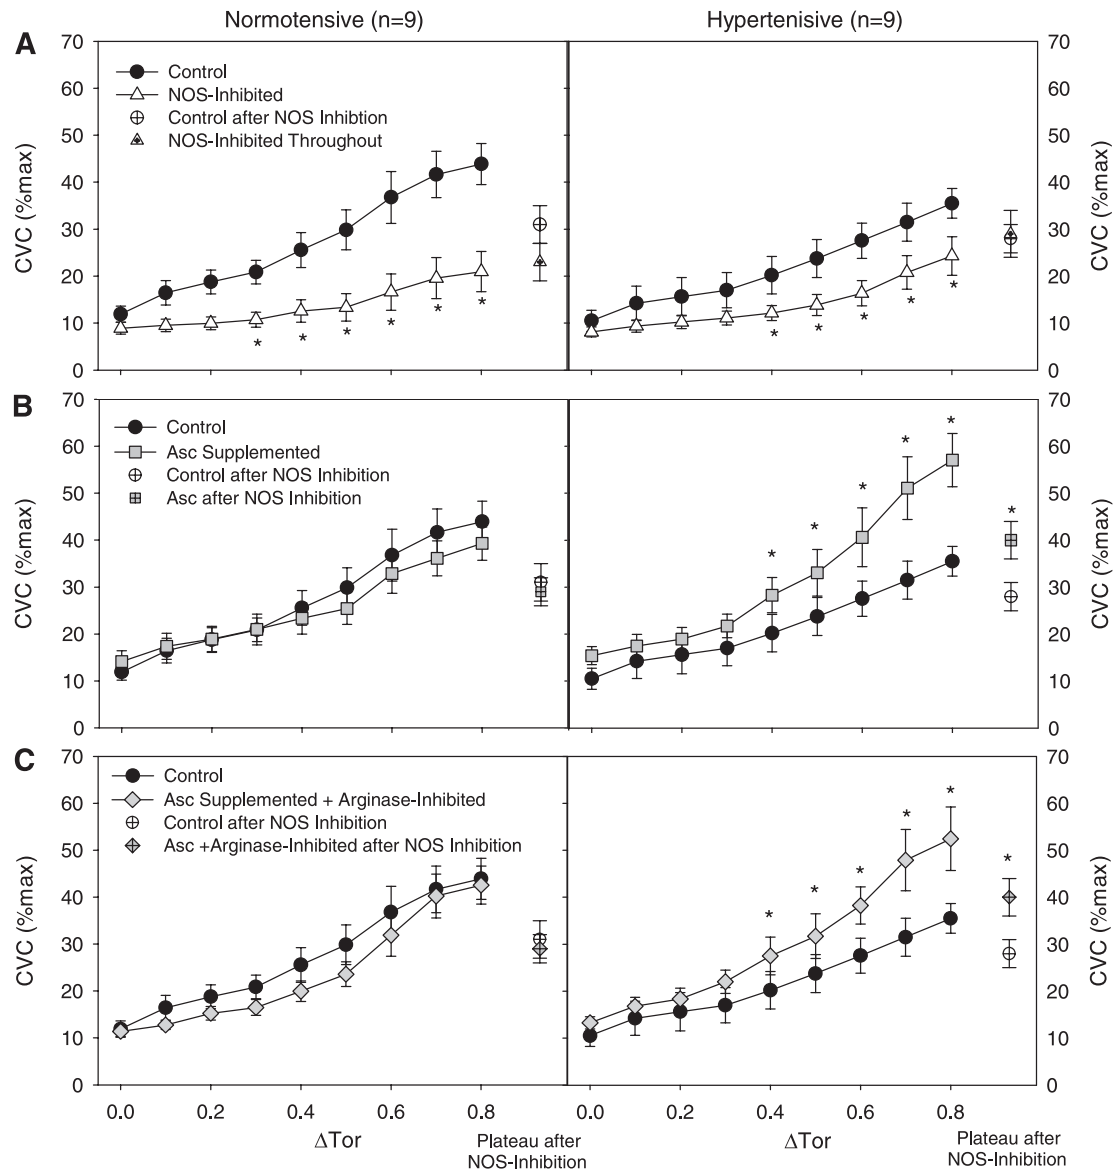 Normotensive (n=9)
Hypertenisive (n=9)
A
70
60
50
40
30
20
10
0
CVC (%max)
Control
NOS-Inhibited
Control after NOS Inhibtion
NOS-Inhibited Throughout
* * * * * *
* * * * *
70
60
50
40
30
20
10
0
CVC (%max)
B
70
60
50
40
30
20
10
0
CVC (%max)
Control
Asc Supplemented
Control after NOS Inhibition
Asc after NOS Inhibition
* * * * * *
70
60
50
40
30
20
10
0
CVC (%max)
C
70
60
50
40
30
20
10
0
CVC (%max)
Control
Asc Supplemented + Arginase-Inhibited
Control after NOS Inhibition
Asc +Arginase-Inhibited after NOS Inhibition
* * * * * *
70
60
50
40
30
20
10
0
CVC (%max)
0.0 0.2 0.4 0.6 0.8
ΔTor
Plateau after
NOS-Inhibition
0.0 0.2 0.4 0.6 0.8
ΔTor
Plateau after
NOS-Inhibition